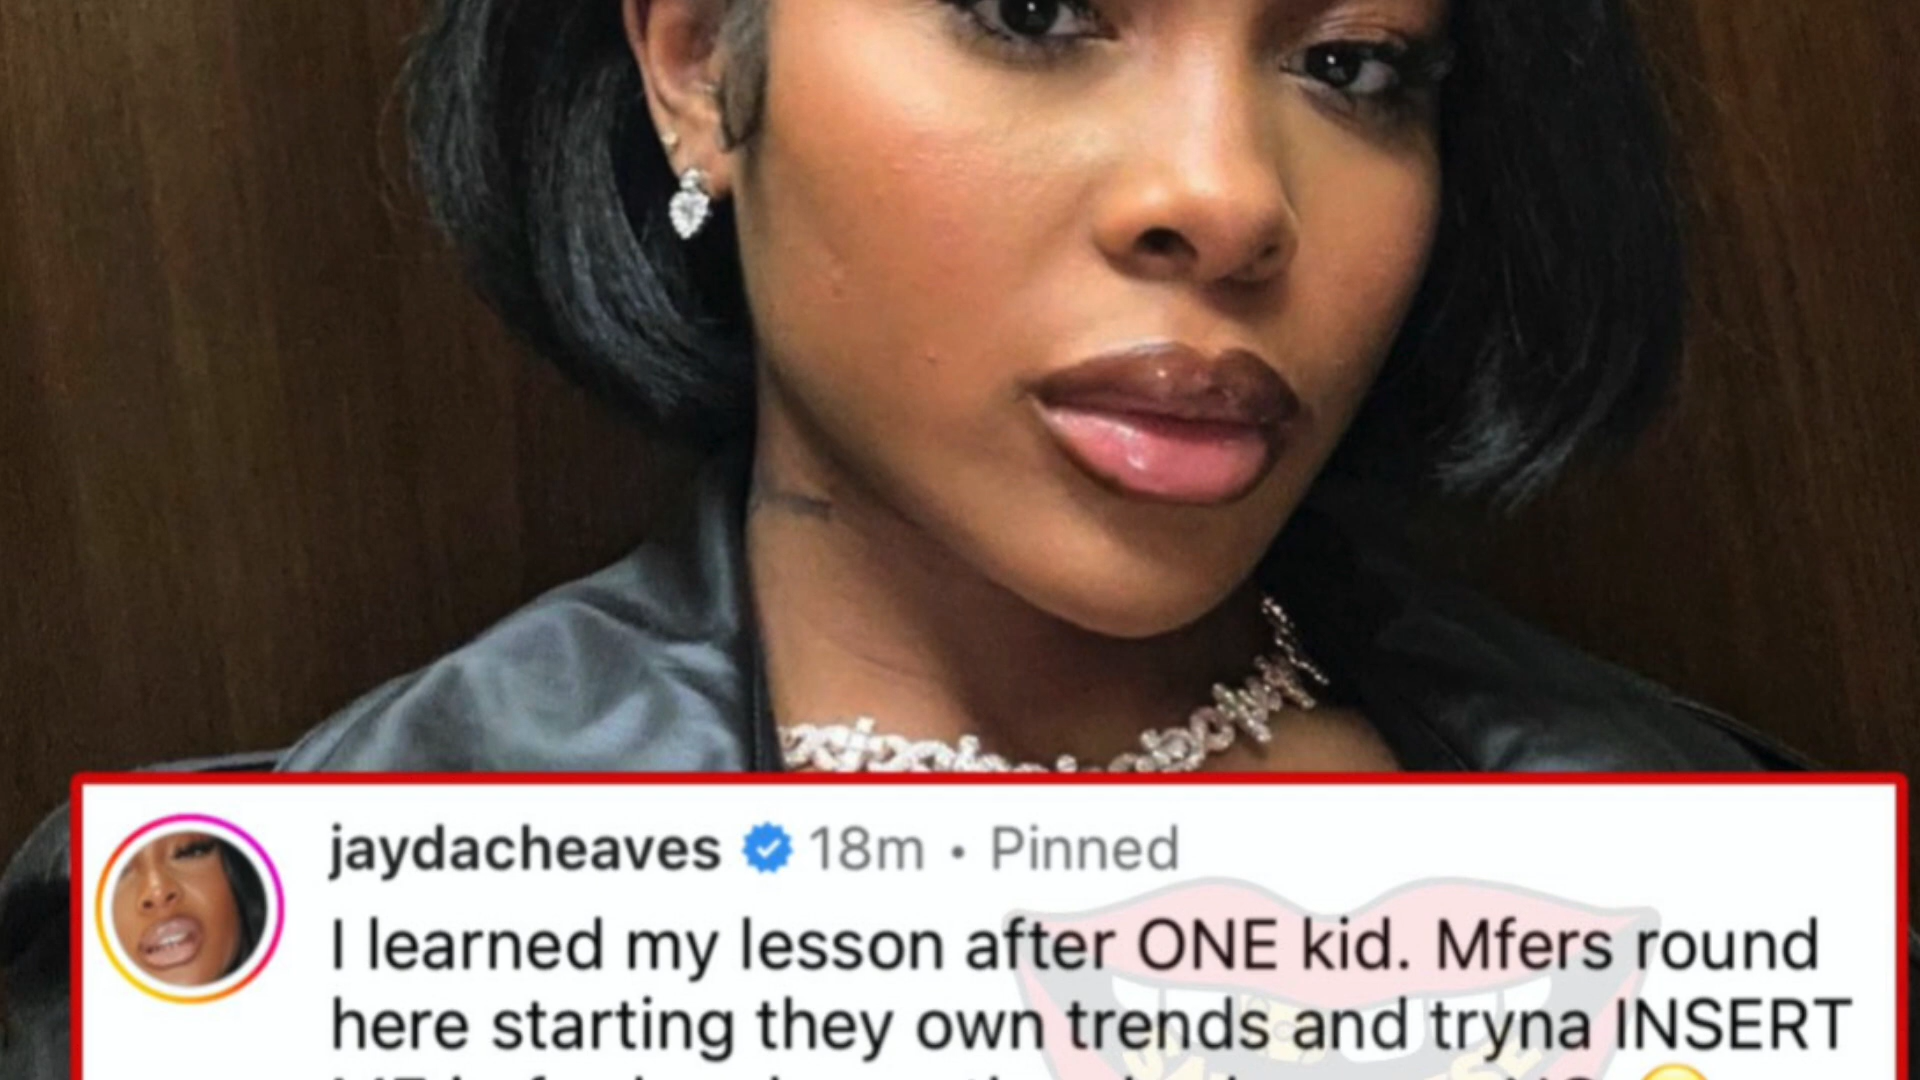 jaydacheaves 18m • Pinned
I learned my lesson after ONE kid. Mfers round
here starting they own trends and tryna INSERT